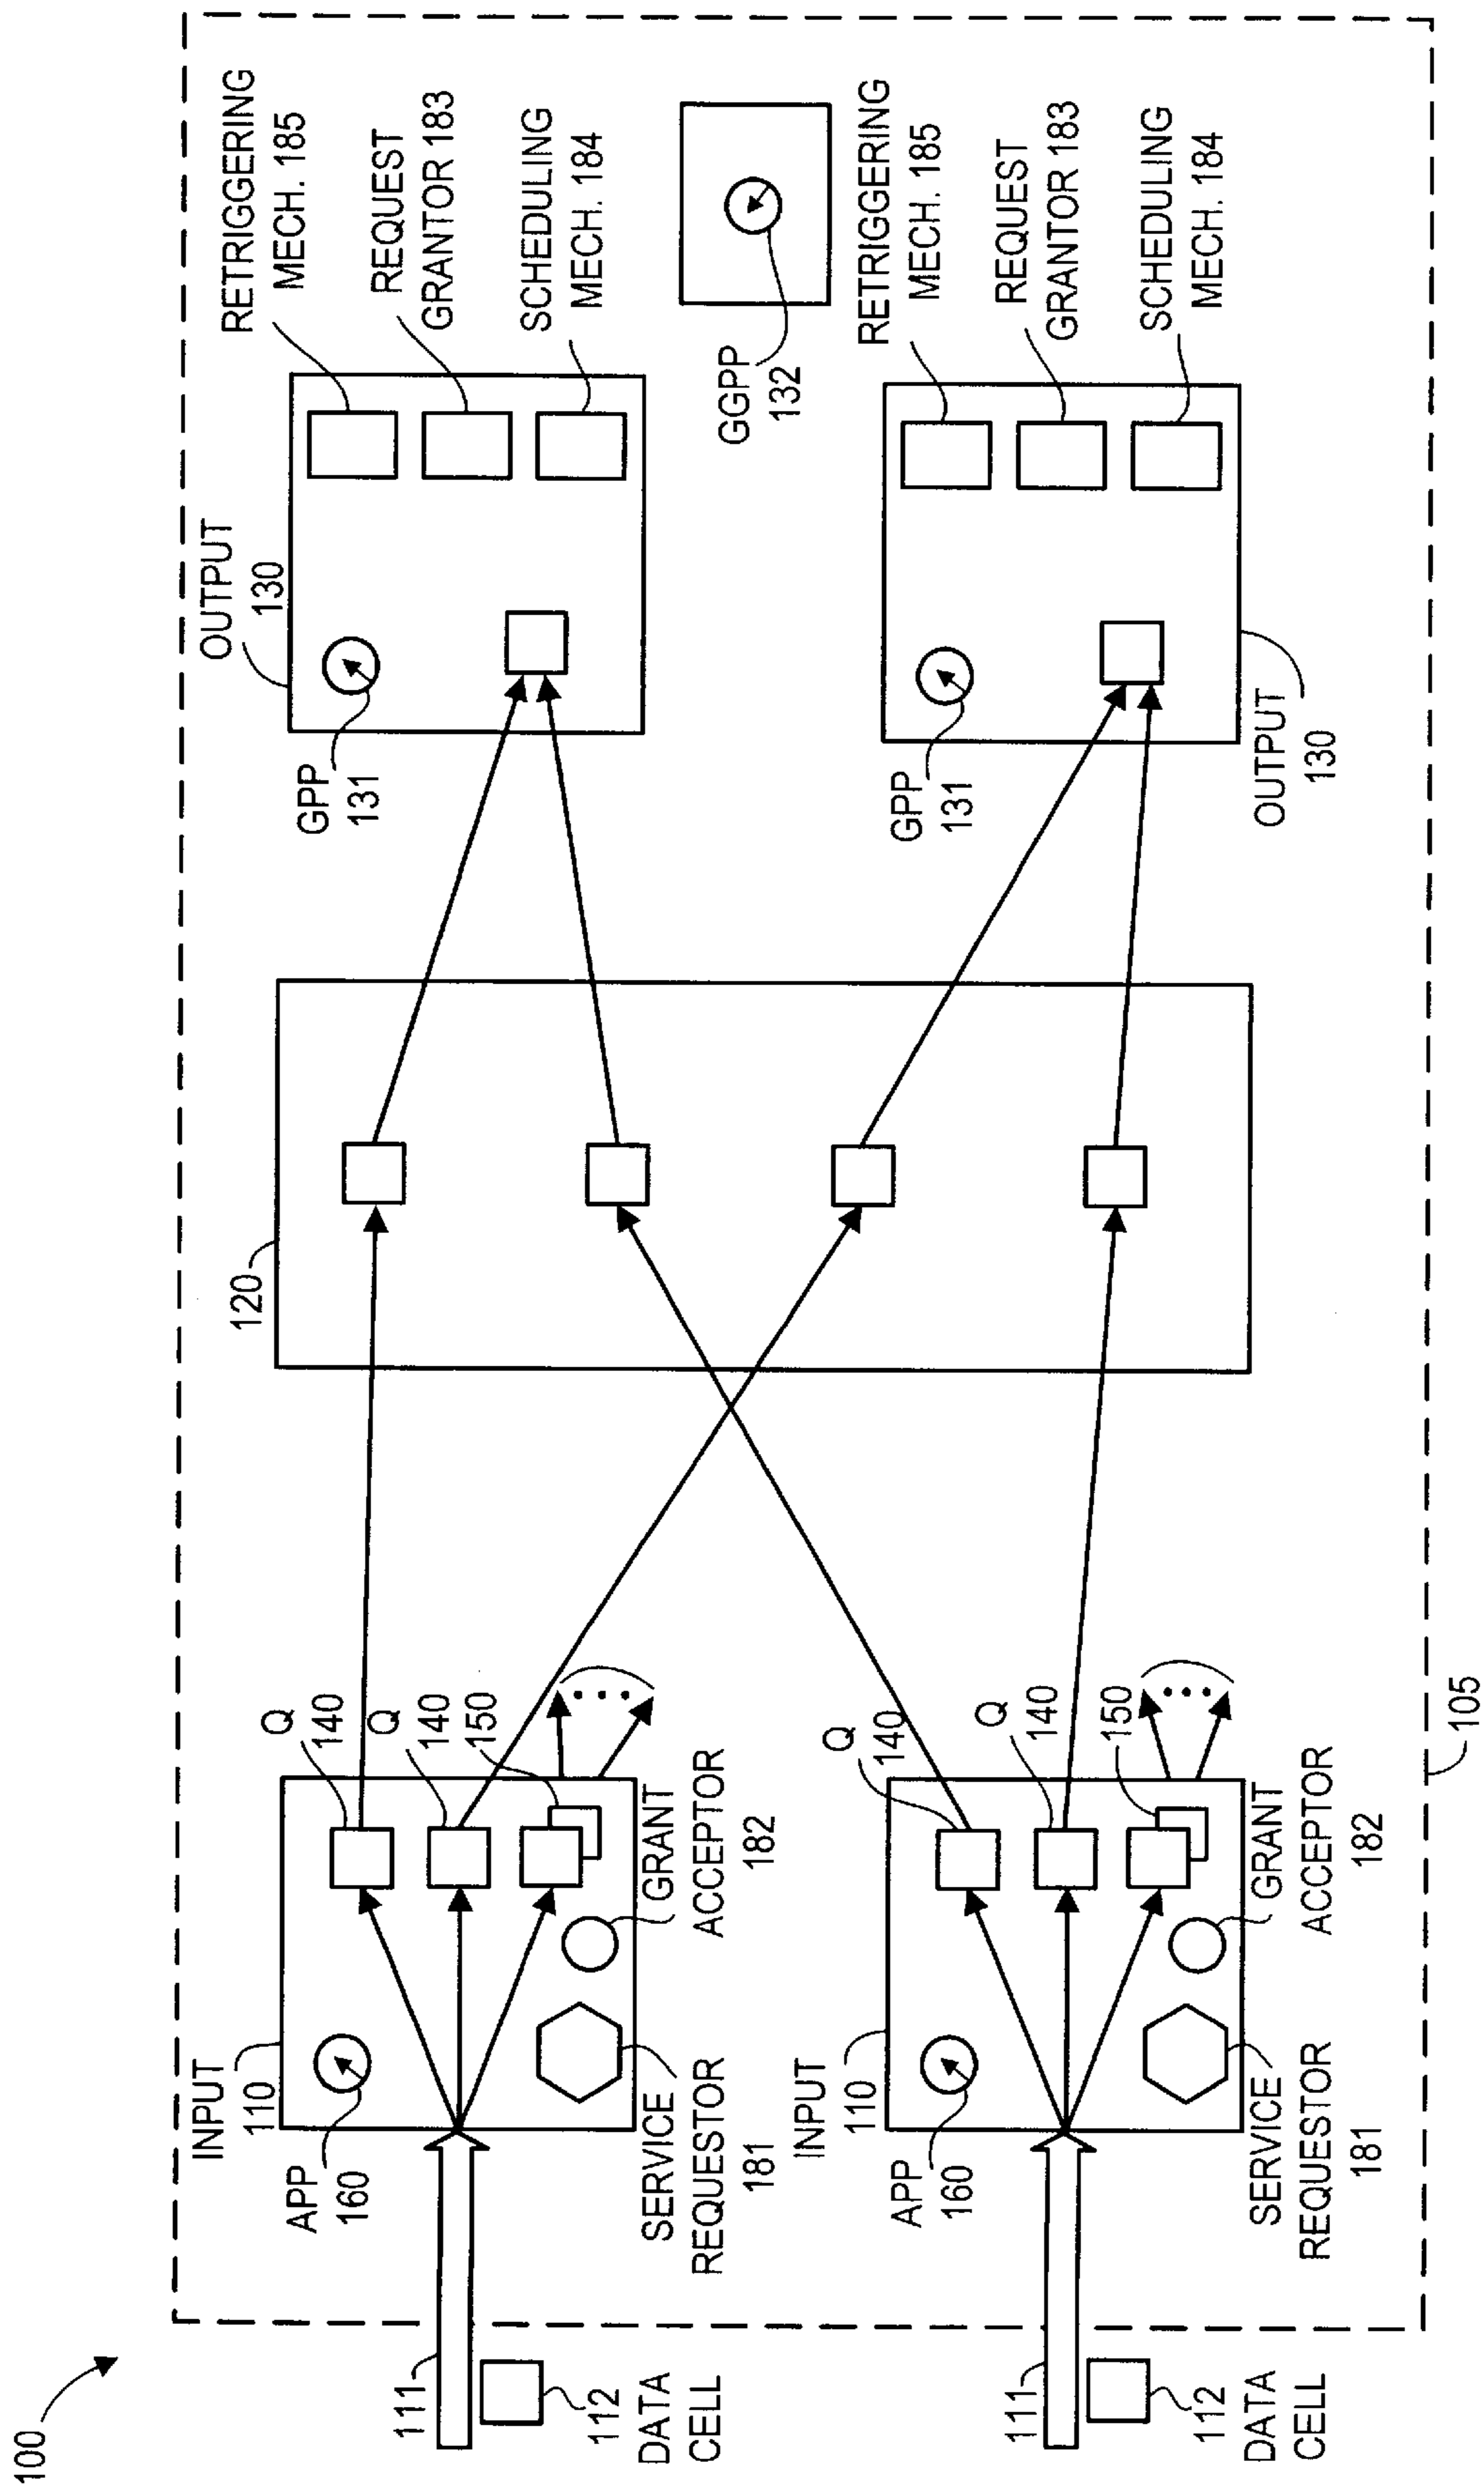 100
111
112
DATA
CELL
INPUT
110
APP
160
SERVICE
REQUESTOR
181
Q
140
Q
140
150
GRANT
ACCEPTOR
182
120
OUTPUT
130
GPP
131
RETRIGGERING
MECH. 185
REQUEST
GRANTOR 183
SCHEDULING
MECH. 184
GGPP
132
111
112
DATA
CELL
INPUT
110
APP
160
SERVICE
REQUESTOR
181
Q
140
Q
140
150
GRANT
ACCEPTOR
182
GPP
131
OUTPUT
130
RETRIGGERING
MECH. 185
REQUEST
GRANTOR 183
SCHEDULING
MECH. 184
105